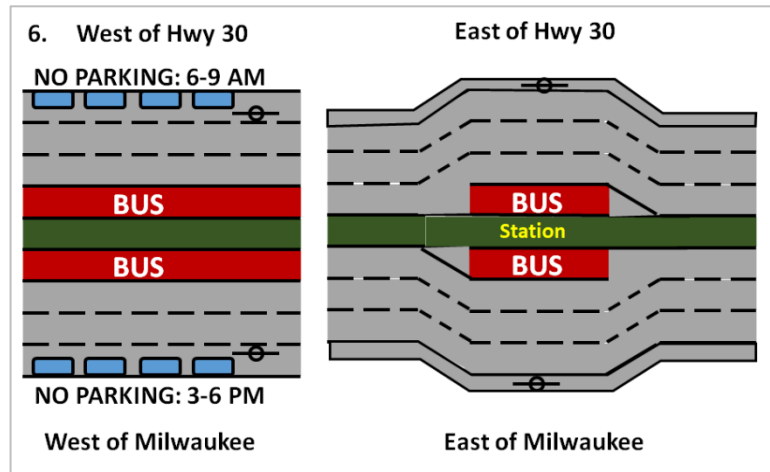 6. West of Hwy 30
East of Hwy 30
NO PARKING: 6-9 AM
BUS
BUS
NO PARKING: 3-6 PM
BUS
Station
BUS
West of Milwaukee
East of Milwaukee